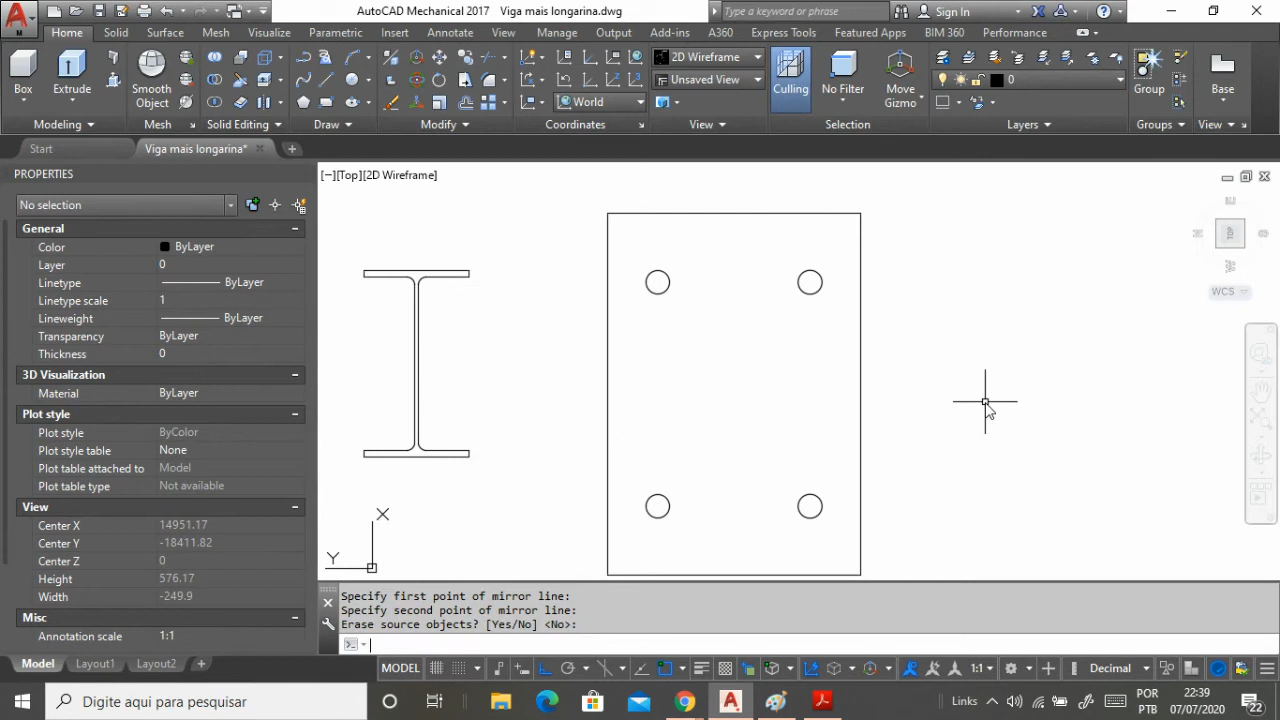 AutoCAD Mechanical 2017 Viga mais longarina.dwg
Type a keyword or phrase
Sign In
Home Solid Surface Mesh Visualize Parametric Insert Annotate View Manage Output Add-ins A360 Express Tools Featured Apps BIM 360 Performance
2D Wireframe
Unsaved View
World
0
Box Extrude Smooth Object Culling No Filter Move Gizmo Group Base
Modeling Mesh Solid Editing Draw Modify Coordinates View Selection Layers Groups View
Start Viga mais longarina*
PROPERTIES
[−][Top][2D Wireframe]
No selection
General
Color ByLayer
Layer 0
Linetype ByLayer
Linetype scale 1
Lineweight ByLayer
Transparency ByLayer
Thickness 0
3D Visualization
Material ByLayer
Plot style
Plot style ByColor
Plot style table None
Plot table attached to Model
Plot table type Not available
View
Center X 14951.17
Center Y -18411.82
Center Z 0
Height 576.17
Width -249.9
Misc
Annotation scale 1:1
TOP
WCS
X
Y
Specify first point of mirror line:
Specify second point of mirror line:
Erase source objects? [Yes/No] <No>:
Model Layout1 Layout2 +
MODEL
1:1
Decimal
Digite aqui para pesquisar
Links
POR
PTB
22:39
07/07/2020
22